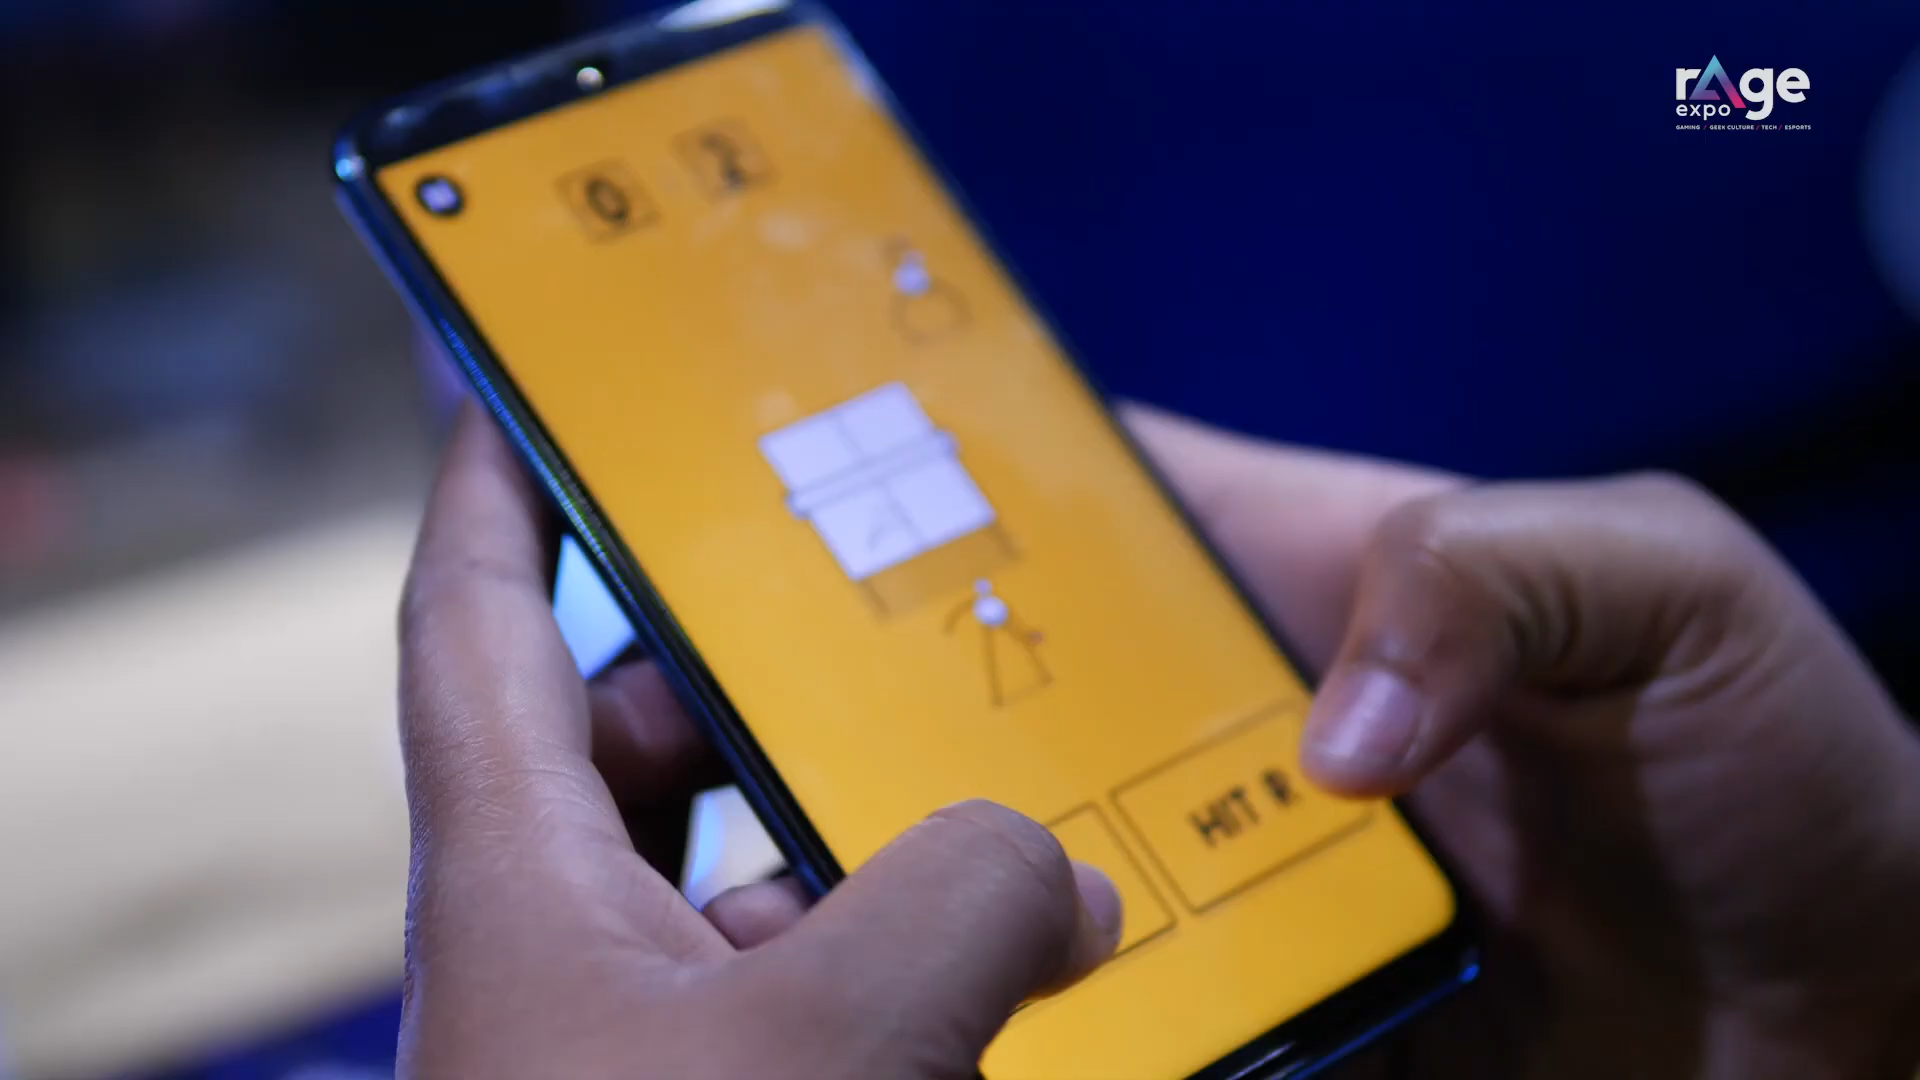 rAge
expo
GAMING / GEEK CULTURE / TECH / ESPORTS
0 2
HIT R